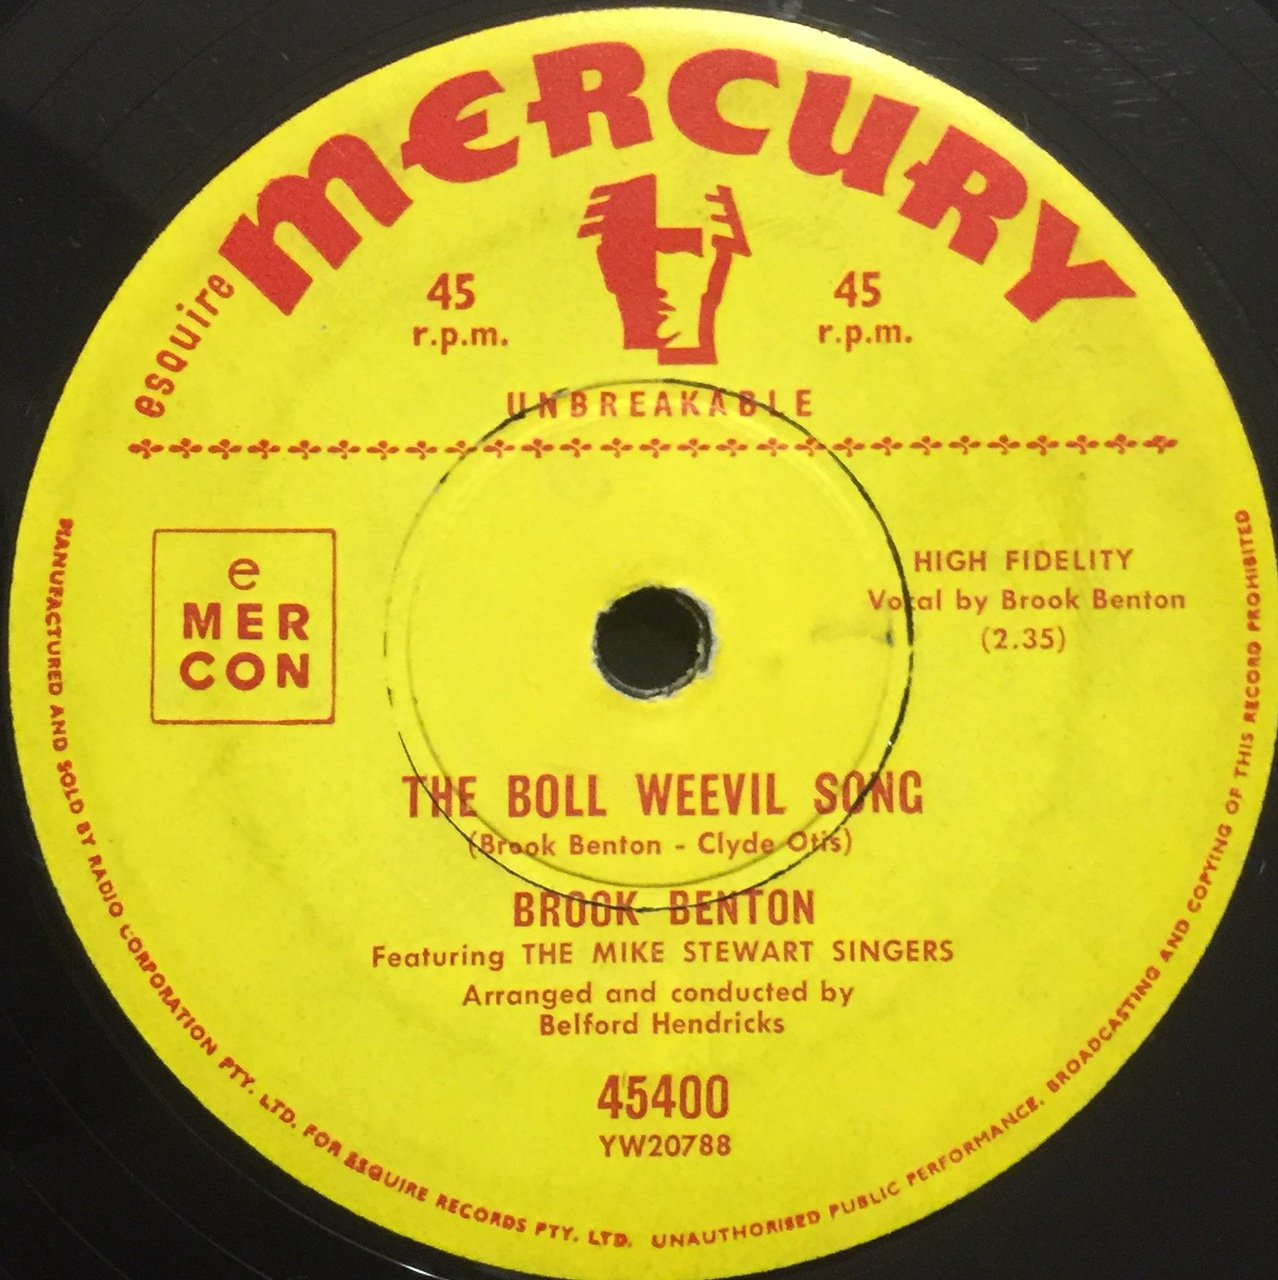 esquire MERCURY
45 r.p.m.
45 r.p.m.
UNBREAKABLE
e
MER
CON
HIGH FIDELITY
Vocal by Brook Benton
(2.35)
THE BOLL WEEVIL SONG
(Brook Benton - Clyde Otis)
BROOK BENTON
Featuring THE MIKE STEWART SINGERS
Arranged and conducted by
Belford Hendricks
45400
YW20788
MANUFACTURED AND SOLD BY RADIO CORPORATION PTY. LTD. FOR ESQUIRE RECORDS PTY. LTD. UNAUTHORISED PUBLIC PERFORMANCE, BROADCASTING AND COPYING OF THIS RECORD PROHIBITED